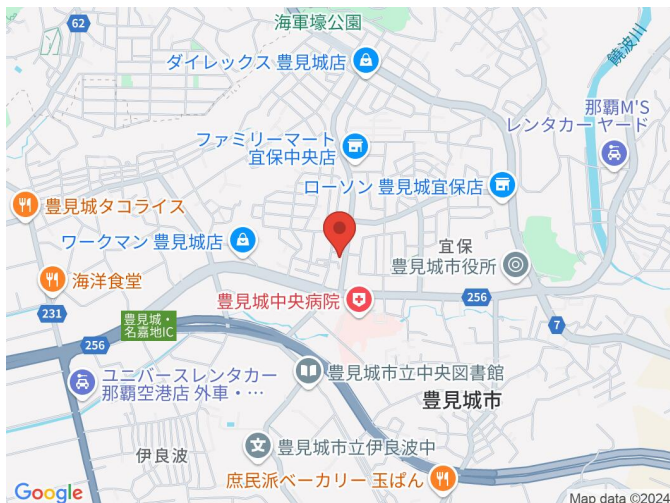 海軍壕公園
62
ダイレックス 豊見城店
饒波川
那覇M'S
レンタカー ヤード
ファミリーマート
宜保中央店
ローソン 豊見城宜保店
豊見城タコライス
ワークマン 豊見城店
宜保
豊見城市役所
海洋食堂
豊見城中央病院
256
231
豊見城・
名嘉地IC
7
256
ユニバースレンタカー
那覇空港店 外車・…
豊見城市立中央図書館
豊見城市
伊良波
豊見城市立伊良波中
庶民派ベーカリー 玉ぱん
Google
Map data ©2024